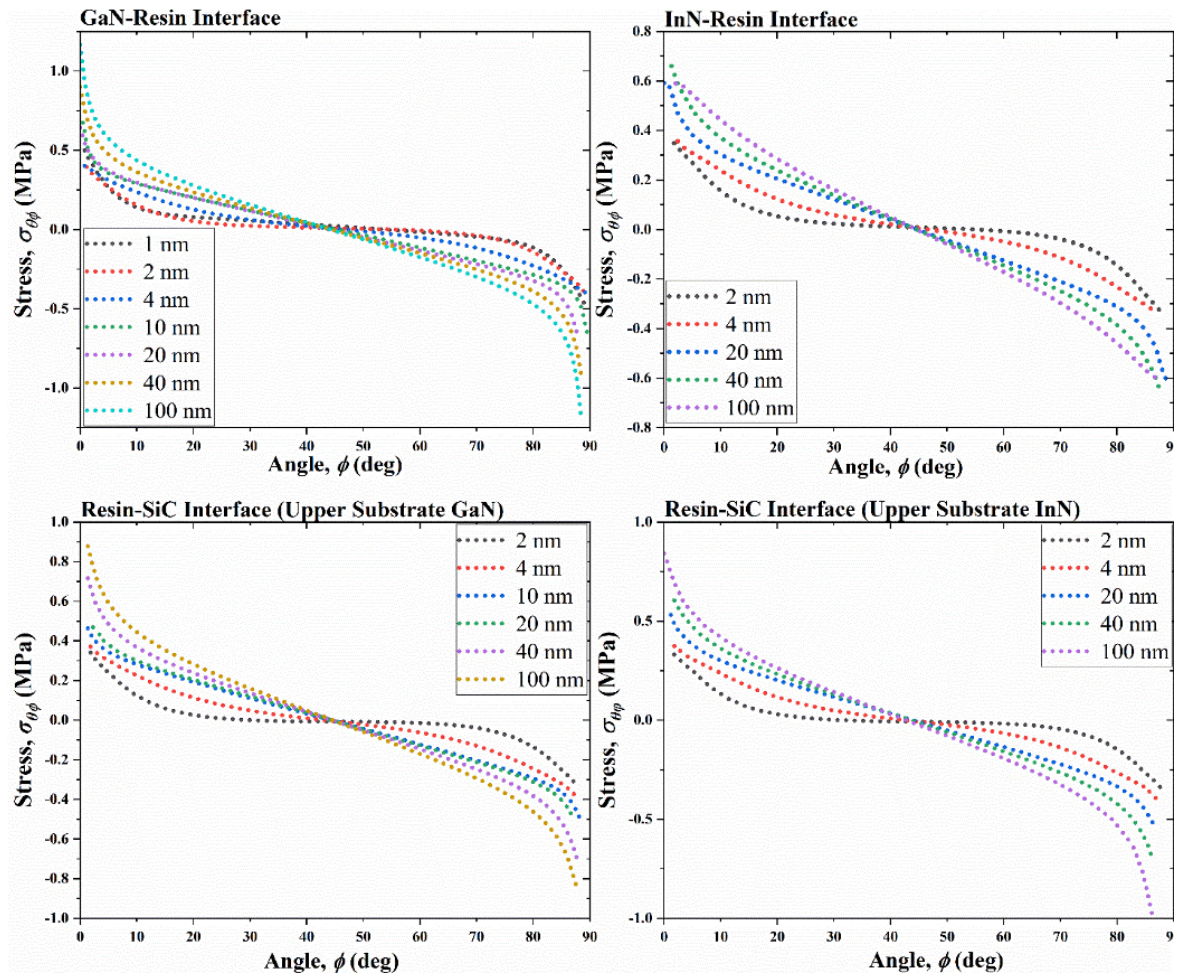 GaN-Resin Interface
Stress, σθϕ (MPa)
1.0
0.5
0.0
-0.5
-1.0
1 nm
2 nm
4 nm
10 nm
20 nm
40 nm
100 nm
0 10 20 30 40 50 60 70 80 90
Angle, ϕ (deg)
InN-Resin Interface
Stress, σθϕ (MPa)
0.8
0.6
0.4
0.2
0.0
-0.2
-0.4
-0.6
-0.8
2 nm
4 nm
20 nm
40 nm
100 nm
0 10 20 30 40 50 60 70 80 90
Angle, ϕ (deg)
Resin-SiC Interface (Upper Substrate GaN)
Stress, σθϕ (MPa)
1.0
0.8
0.6
0.4
0.2
0.0
-0.2
-0.4
-0.6
-0.8
-1.0
2 nm
4 nm
10 nm
20 nm
40 nm
100 nm
0 10 20 30 40 50 60 70 80 90
Angle, ϕ (deg)
Resin-SiC Interface (Upper Substrate InN)
Stress, σθφ (MPa)
1.0
0.5
0.0
-0.5
-1.0
2 nm
4 nm
20 nm
40 nm
100 nm
0 10 20 30 40 50 60 70 80 90
Angle, ϕ (deg)